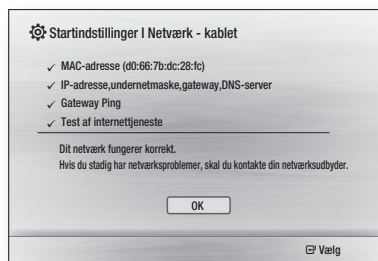 Startindstillinger I Netværk - kablet
✓ MAC-adresse (d0:66:7b:dc:28:fc)
✓ IP-adresse,undernetmaske,gateway,DNS-server
✓ Gateway Ping
✓ Test af internettjeneste
Dit netværk fungerer korrekt.
Hvis du stadig har netværksproblemer, skal du kontakte din netværksudbyder.
OK
Vælg